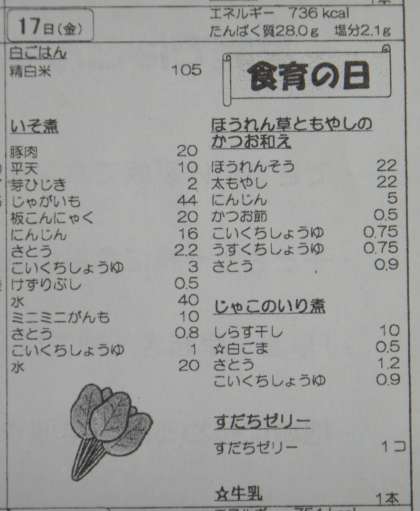 エネルギー 736 kcal
たんぱく質28.0g 塩分2.1g
17日(金)
白ごはん
精白米 105
いそ煮
豚肉 20
平天 10
芽ひじき 2
じゃがいも 44
板こんにゃく 20
にんじん 16
さとう 2.2
こいくちしょうゆ 3
けずりぶし 0.5
水 40
ミニミニがんも 10
さとう 0.8
こいくちしょうゆ 1
水 20
食育の日
ほうれん草ともやしの
かつお和え
ほうれんそう 22
太もやし 22
にんじん 5
かつお節 0.5
こいくちしょうゆ 0.75
うすくちしょうゆ 0.75
さとう 0.9
じゃこのいり煮
しらす干し 10
☆白ごま 0.5
さとう 1.2
こいくちしょうゆ 0.9
すだちゼリー
すだちゼリー 1コ
☆牛乳 1本